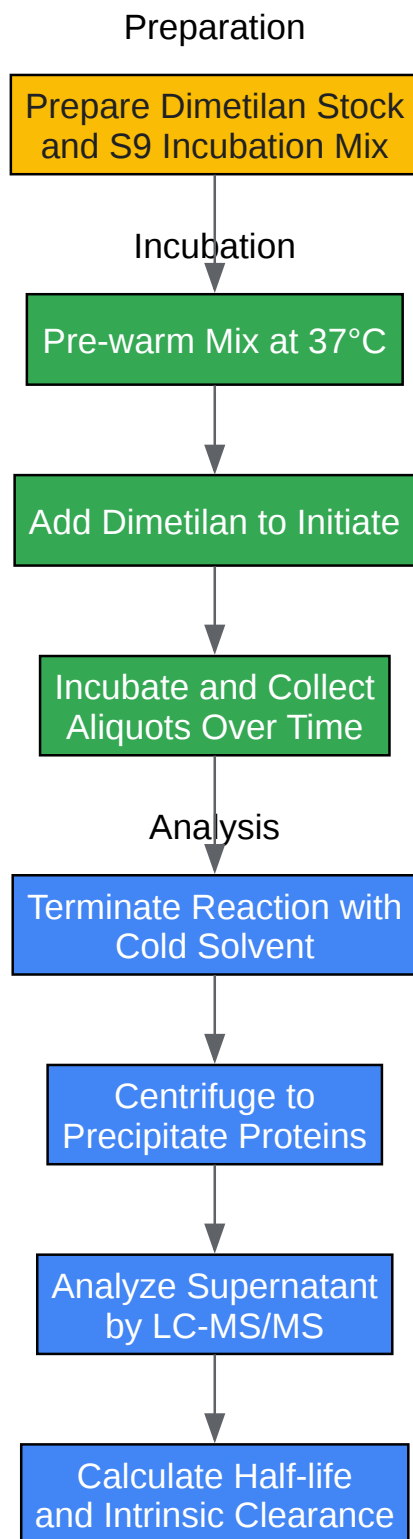 Preparation
Prepare Dimetilan Stock
and S9 Incubation Mix
Incubation
Pre-warm Mix at 37°C
Add Dimetilan to Initiate
Incubate and Collect
Aliquots Over Time
Analysis
Terminate Reaction with
Cold Solvent
Centrifuge to
Precipitate Proteins
Analyze Supernatant
by LC-MS/MS
Calculate Half-life
and Intrinsic Clearance